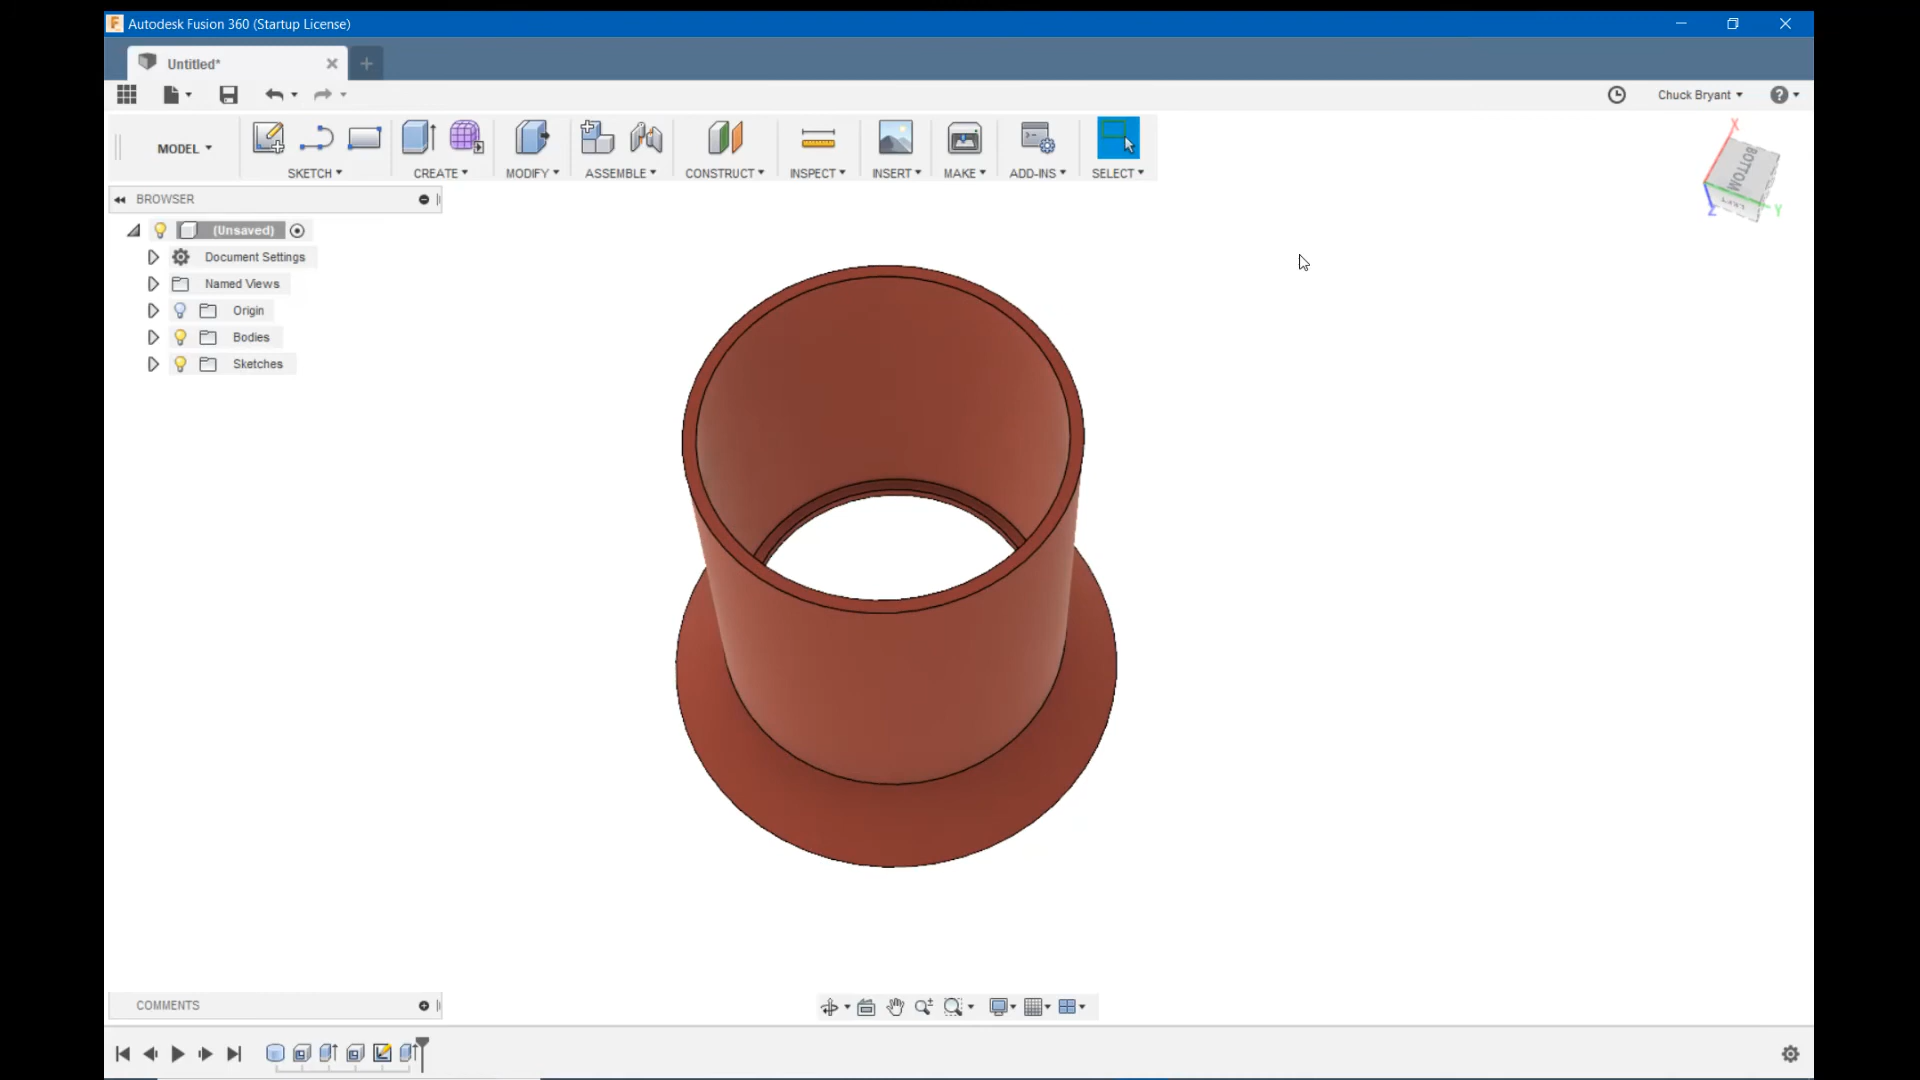 Autodesk Fusion 360 (Startup License)
Untitled*
Chuck Bryant
MODEL
SKETCH
CREATE
MODIFY
ASSEMBLE
CONSTRUCT
INSPECT
INSERT
MAKE
ADD-INS
SELECT
X
BOTTOM
LEFT
Z
Y
BROWSER
(Unsaved)
Document Settings
Named Views
Origin
Bodies
Sketches
COMMENTS